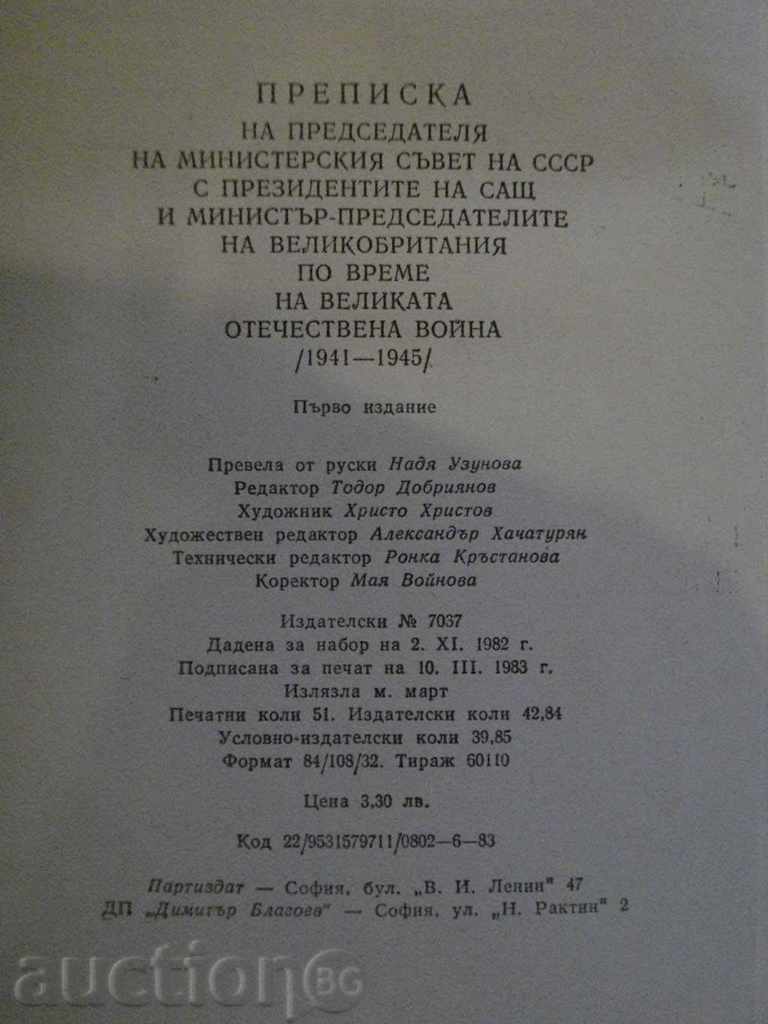 ПРЕПИСКА
НА ПРЕДСЕДАТЕЛЯ
НА МИНИСТЕРСКИЯ СЪВЕТ НА СССР
С ПРЕЗИДЕНТИТЕ НА САЩ
И МИНИСТЪР-ПРЕДСЕДАТЕЛИТЕ
НА ВЕЛИКОБРИТАНИЯ
ПО ВРЕМЕ
НА ВЕЛИКАТА
ОТЕЧЕСТВЕНА ВОЙНА
/1941—1945/
Първо издание
Превела от руски Надя Узунова
Редактор Тодор Добриянов
Художник Христо Христов
Художествен редактор Александър Хачатурян
Технически редактор Ронка Кръстанова
Коректор Мая Войнова
Издателски № 7037
Дадена за набор на 2. XI. 1982 г.
Подписана за печат на 10. III. 1983 г.
Излязла м. март
Печатни коли 51. Издателски коли 42,84
Условно-издателски коли 39,85
Формат 84/108/32. Тираж 60110
Цена 3,30 лв.
Код 22/9531579711/0802—6—83
Партиздат — София, бул. „В. И. Ленин" 47
ДП „Димитър Благоев" — София, ул. „Н. Рактин" 2
auctionBG